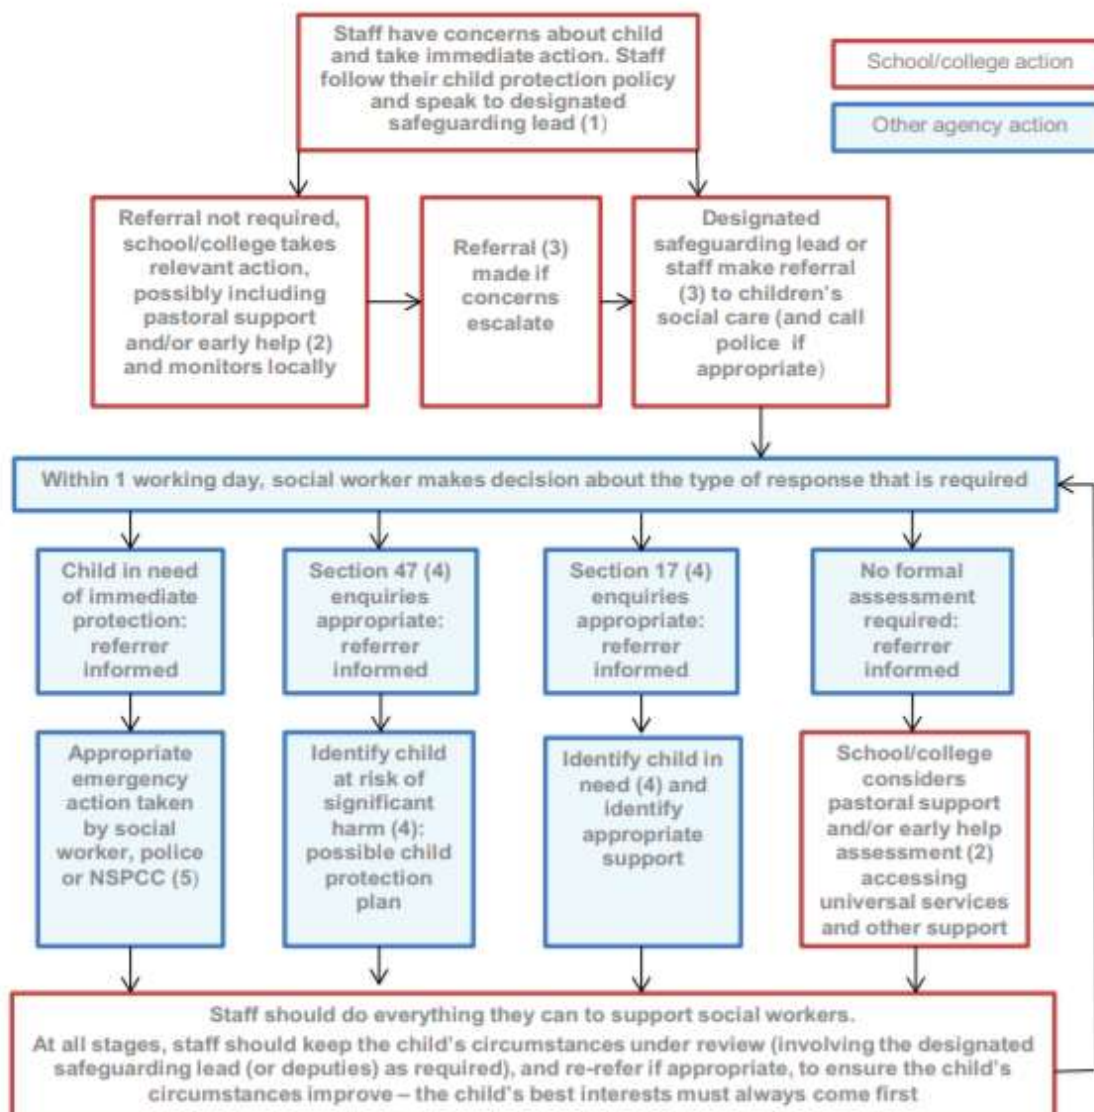 Staff have concerns about child
and take immediate action. Staff
follow their child protection policy
and speak to designated
safeguarding lead (1)
School/college action
Other agency action
Referral not required,
school/college takes
relevant action,
possibly including
pastoral support
and/or early help (2)
and monitors locally
Referral (3)
made if
concerns
escalate
Designated
safeguarding lead or
staff make referral
(3) to children's
social care (and call
police if
appropriate)
Within 1 working day, social worker makes decision about the type of response that is required
Child in need
of immediate
protection:
referrer
informed
Section 47 (4)
enquiries
appropriate:
referrer
informed
Section 17 (4)
enquiries
appropriate:
referrer
informed
No formal
assessment
required:
referrer
informed
Appropriate
emergency
action taken
by social
worker, police
or NSPCC (5)
Identify child
at risk of
significant
harm (4):
possible child
protection
plan
Identify child in
need (4) and
identify
appropriate
support
School/college
considers
pastoral support
and/or early help
assessment (2)
accessing
universal services
and other support
Staff should do everything they can to support social workers.
At all stages, staff should keep the child's circumstances under review (involving the designated
safeguarding lead (or deputies) as required), and re-refer if appropriate, to ensure the child's
circumstances improve – the child's best interests must always come first